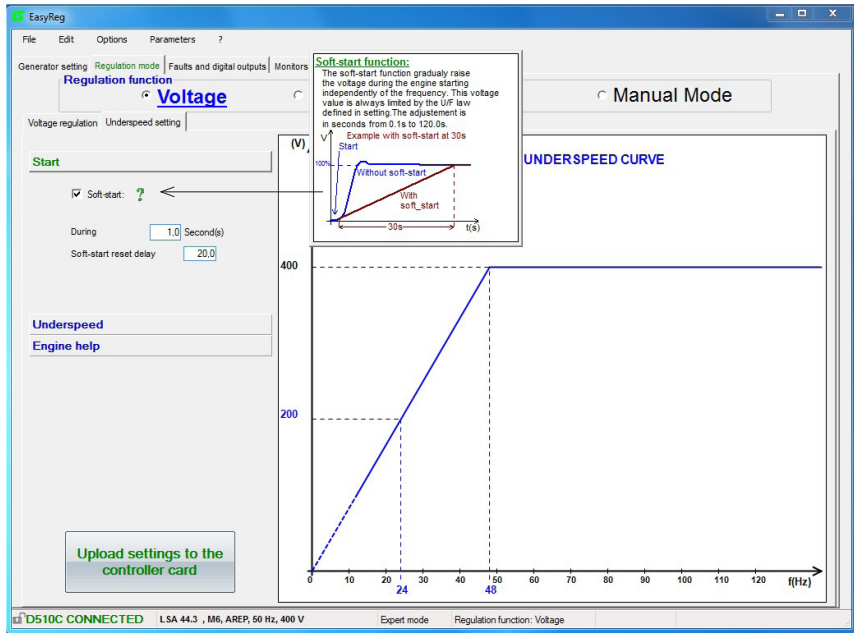 EasyReg
File Edit Options Parameters ?
Generator setting Regulation mode Faults and digital outputs Monitors
Regulation function
Voltage
Manual Mode
Voltage regulation Underspeed setting
Soft-start function:
The soft-start function gradualy raise
the voltage during the engine starting
independently of the frequency. This voltage
value is always limited by the U/F law
defined in setting.The adjustement is
in seconds from 0.1s to 120.0s.
Example with soft-start at 30s
V
Start
100%
Without soft-start
With
soft_start
30s
t(s)
Start
Soft-start: ?
During 1,0 Second(s)
Soft-start reset delay 20,0
Underspeed
Engine help
Upload settings to the
controller card
(V)
UNDERSPEED CURVE
400
200
0 10 20 30 40 50 60 70 80 90 100 110 120 f(Hz)
24 48
D510C CONNECTED LSA 44.3 , M6, AREP, 50 Hz, 400 V Expert mode Regulation function: Voltage